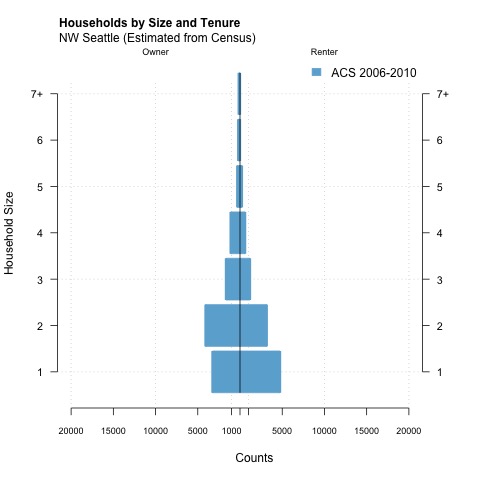 Households by Size and Tenure
NW Seattle (Estimated from Census)
Owner Renter
ACS 2006-2010
7+ 7+
6 6
5 5
4 4
3 3
2 2
1 1
Household Size
20000 15000 10000 5000 1000 5000 10000 15000 20000
Counts